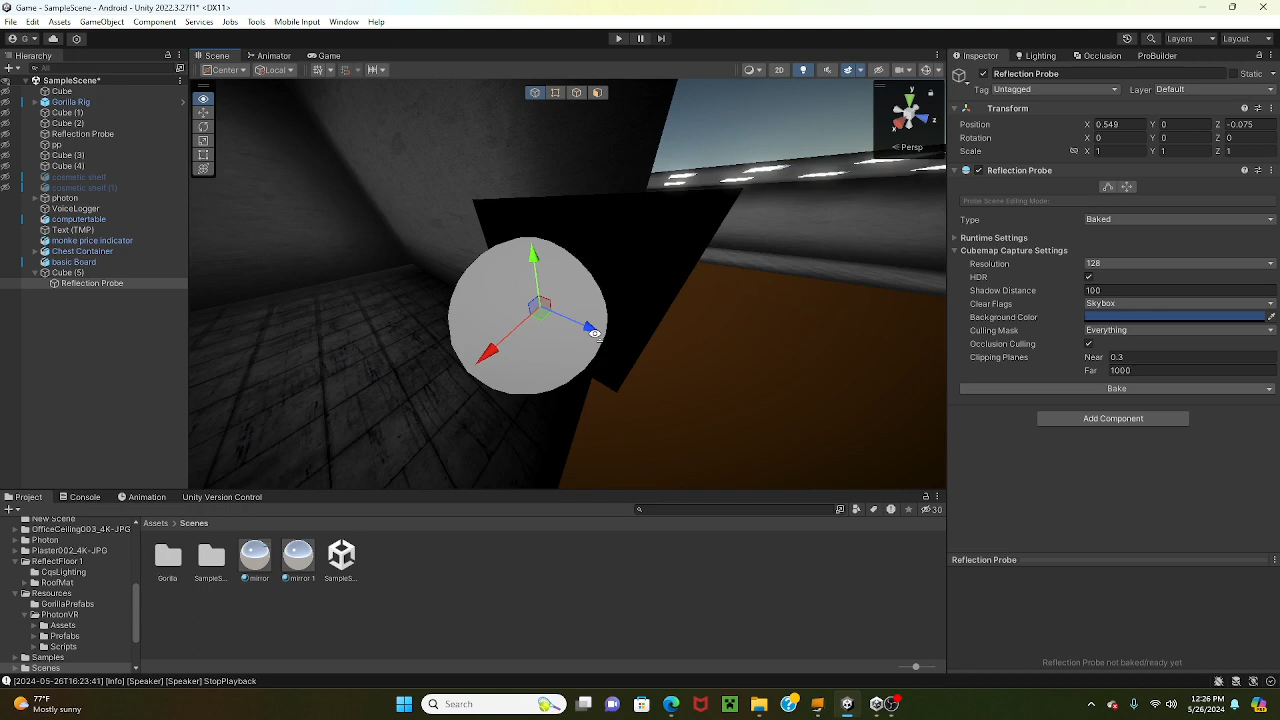 Game - SampleScene - Android - Unity 2022.3.27f1* <DX11>
File Edit Assets GameObject Component Services Jobs Tools Mobile Input Window Help
G Layers Layout
Hierarchy
Scene Animator Game
Inspector Lighting Occlusion ProBuilder
All
Center Local 2D
SampleScene*
Cube
Gorilla Rig
Cube (1)
Cube (2)
Reflection Probe
pp
Cube (3)
Cube (4)
cosmetic shelf
cosmetic shelf (1)
photon
VoiceLogger
computertable
Text (TMP)
monke price indicator
Chest Container
basic Board
Cube (5)
Reflection Probe
y
x
z
Persp
Reflection Probe Static
Tag Untagged Layer Default
Transform
Position X 0.549 Y 0 Z -0.075
Rotation X 0 Y 0 Z 0
Scale X 1 Y 1 Z 1
Reflection Probe
Probe Scene Editing Mode:
Type Baked
Runtime Settings
Cubemap Capture Settings
Resolution 128
HDR
Shadow Distance 100
Clear Flags Skybox
Background Color
Culling Mask Everything
Occlusion Culling
Clipping Planes Near 0.3
Far 1000
Bake
Add Component
Reflection Probe
Reflection Probe not baked/ready yet
Project Console Animation Unity Version Control
30
New Scene
OfficeCeiling003_4K-JPG
Photon
Plaster002_4K-JPG
ReflectFloor1
CgsLighting
RoofMat
Resources
GorillaPrefabs
PhotonVR
Assets
Prefabs
Scripts
Samples
Scenes
Assets Scenes
Gorilla SampleS... mirror mirror 1 SampleS...
[2024-05-26T16:23:41] [Info] [Speaker] [Speaker] StopPlayback
77°F
Mostly sunny
Search
12:26 PM
5/26/2024